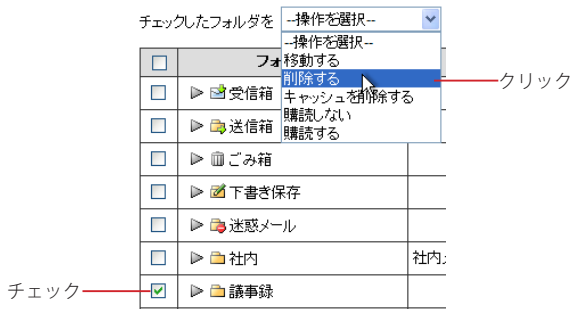 チェックしたフォルダを --操作を選択--
--操作を選択--
移動する
削除する
クリック
キャッシュを削除する
購読しない
購読する
フォ
受信箱
送信箱
ごみ箱
下書き保存
迷惑メール
社内 社内
チェック
議事録